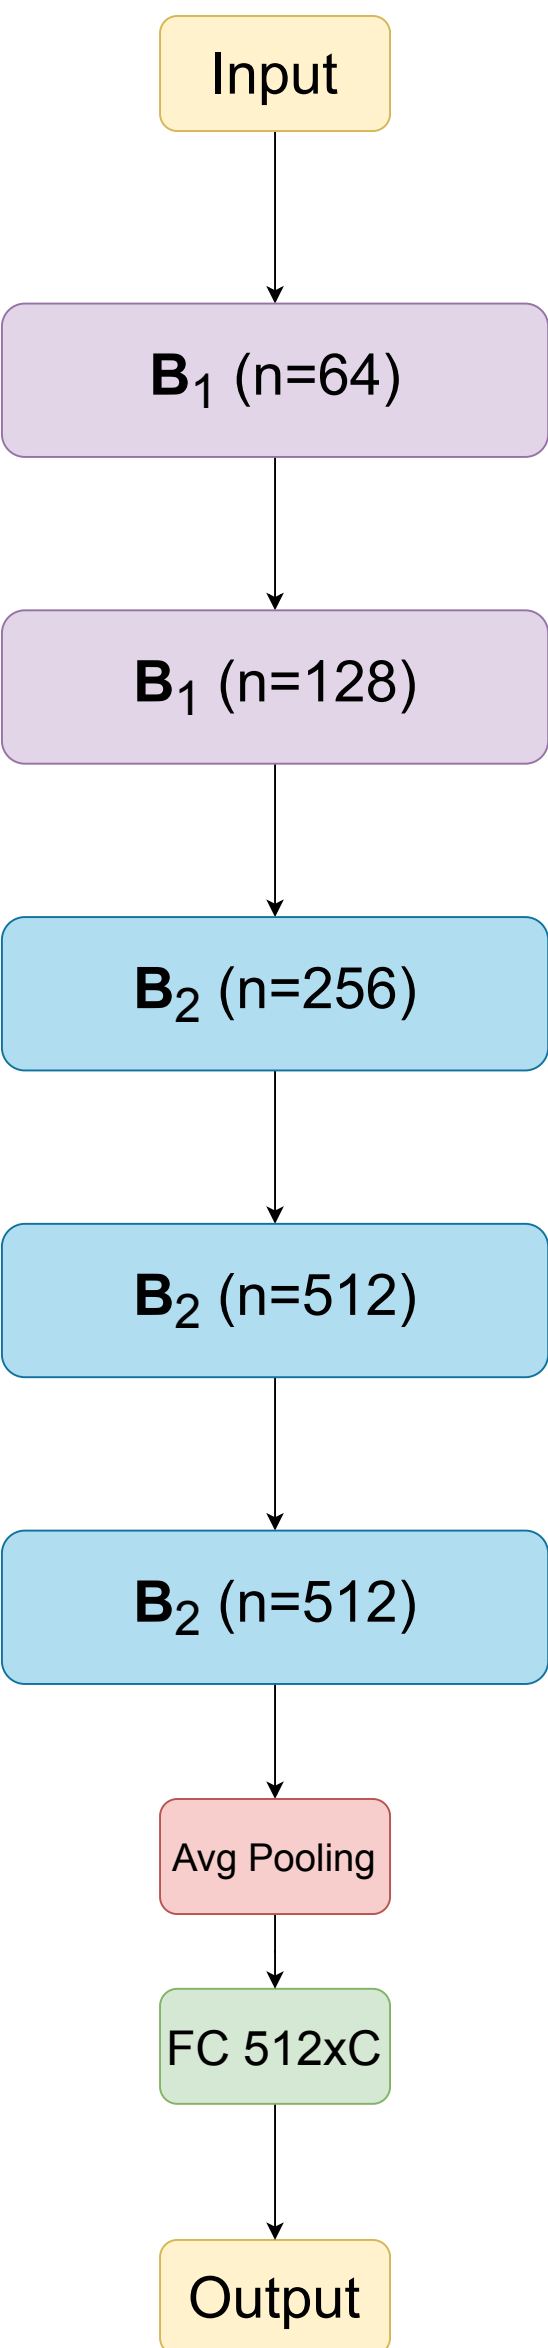 Input
B₁ (n=64)
B₁ (n=128)
B₂ (n=256)
B₂ (n=512)
B₂ (n=512)
Avg Pooling
FC 512xC
Output